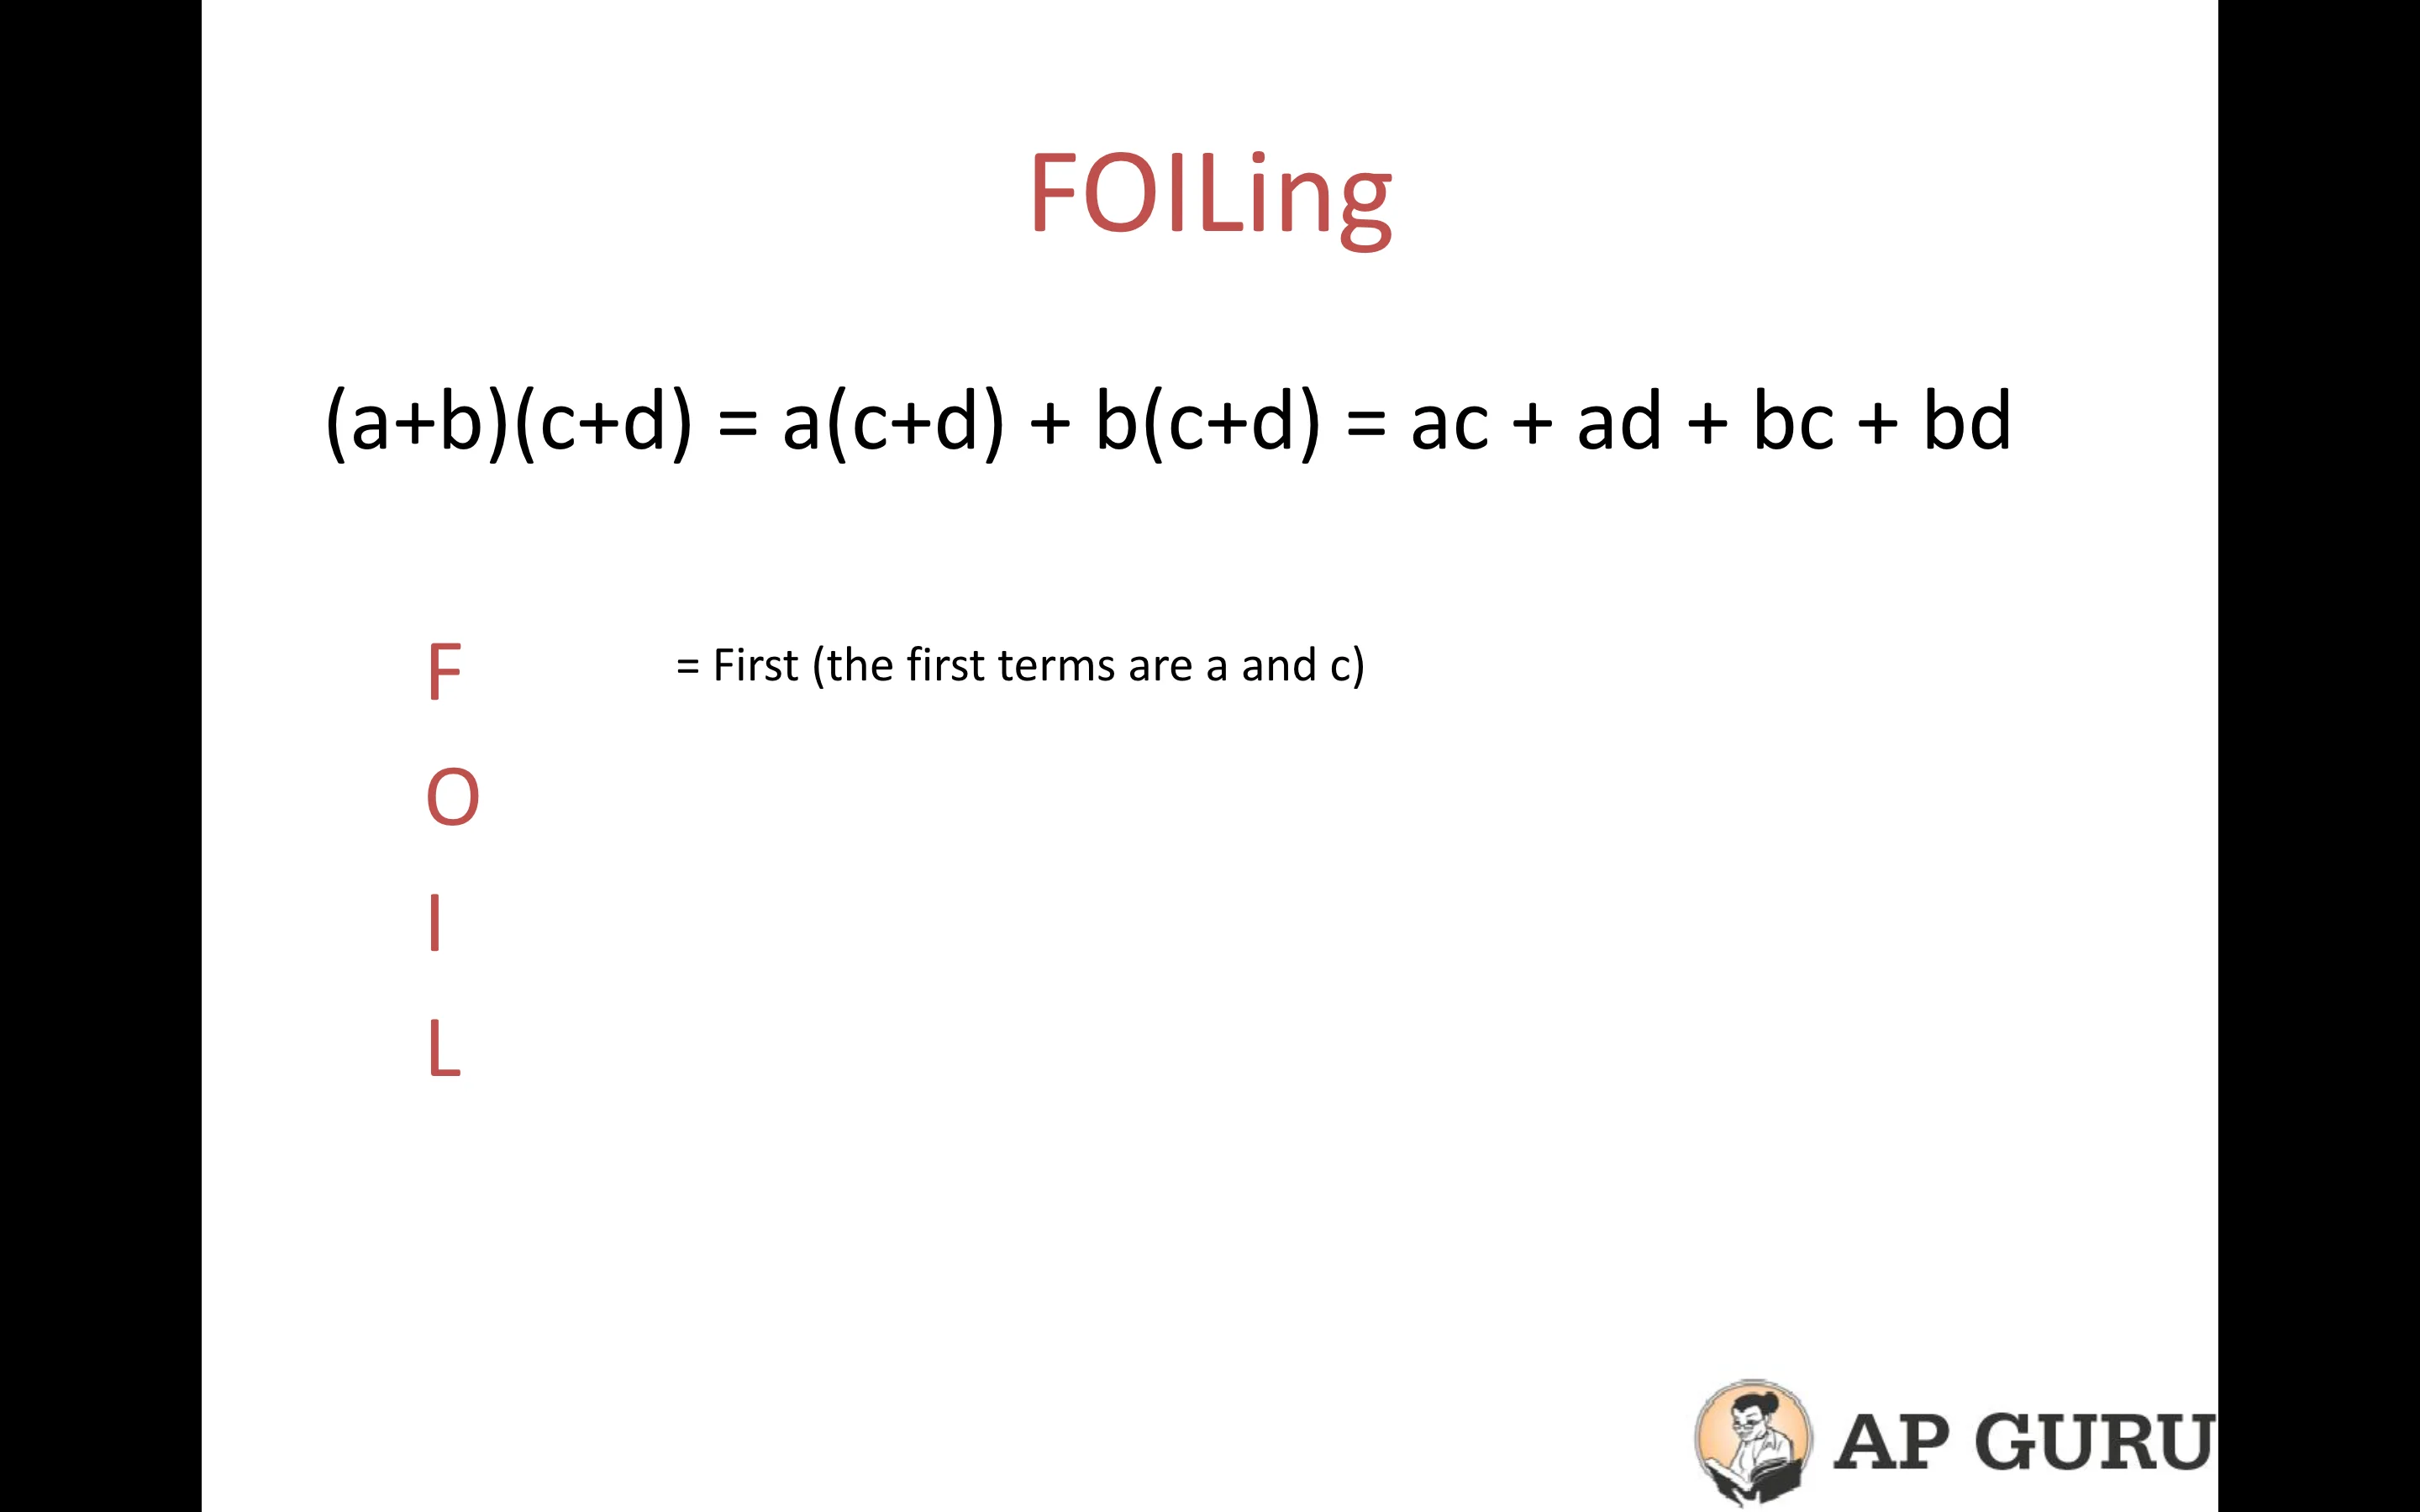 FOILing
(a+b)(c+d) = a(c+d) + b(c+d) = ac + ad + bc + bd
F = First (the first terms are a and c)
O
I
L
AP GURU